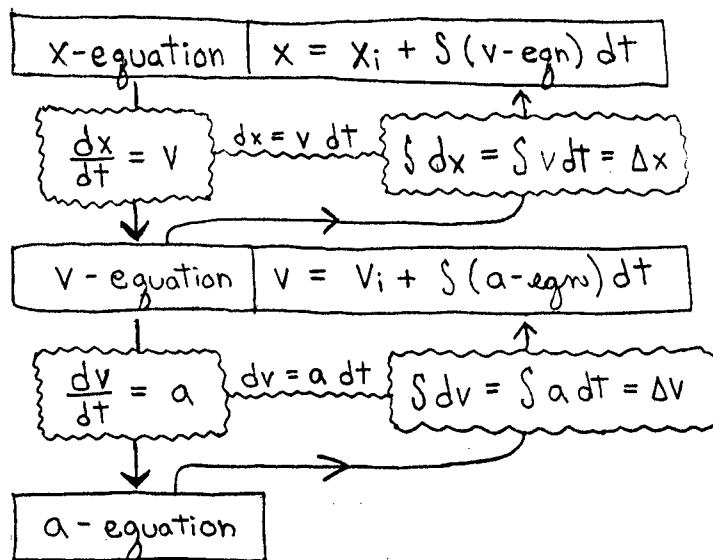 x-equation x = xi + ∫ (v-eqn) dt
dx/dt = v dx = v dt ∫ dx = ∫ v dt = Δx
v-equation v = vi + ∫ (a-eqn) dt
dv/dt = a dv = a dt ∫ dv = ∫ a dt = Δv
a-equation